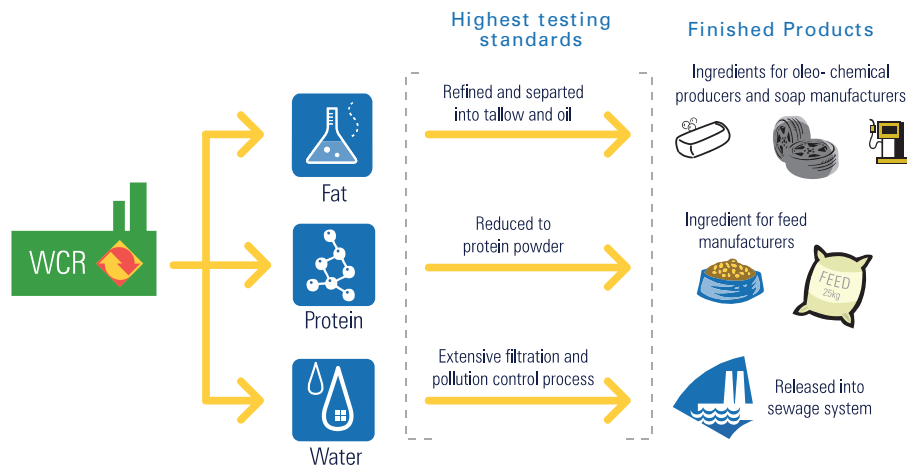 Highest testing
standards
Finished Products
Ingredients for oleo- chemical
producers and soap manufacturers
Refined and separted
into tallow and oil
Fat
WCR
Reduced to
protein powder
Ingredient for feed
manufacturers
FEED
25kg
Protein
Extensive filtration and
pollution control process
Released into
sewage system
Water